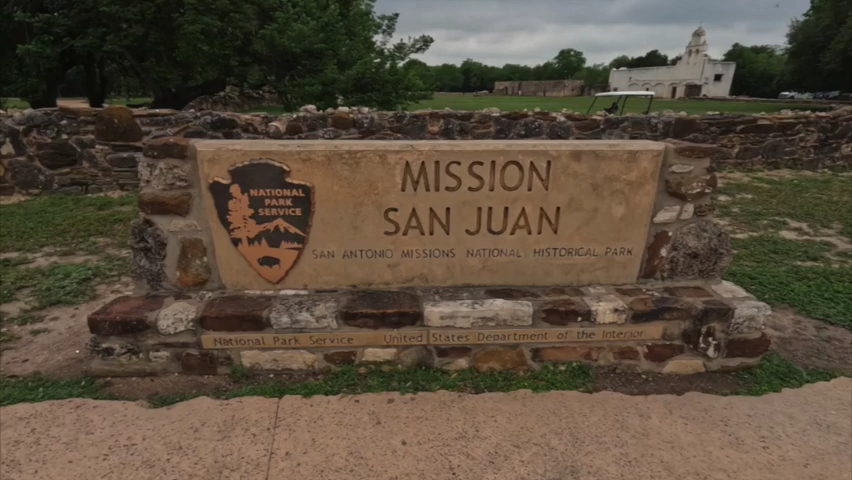 NATIONAL
PARK
SERVICE
MISSION
SAN JUAN
SAN ANTONIO MISSIONS NATIONAL HISTORICAL PARK
National Park Service United States Department of the Interior